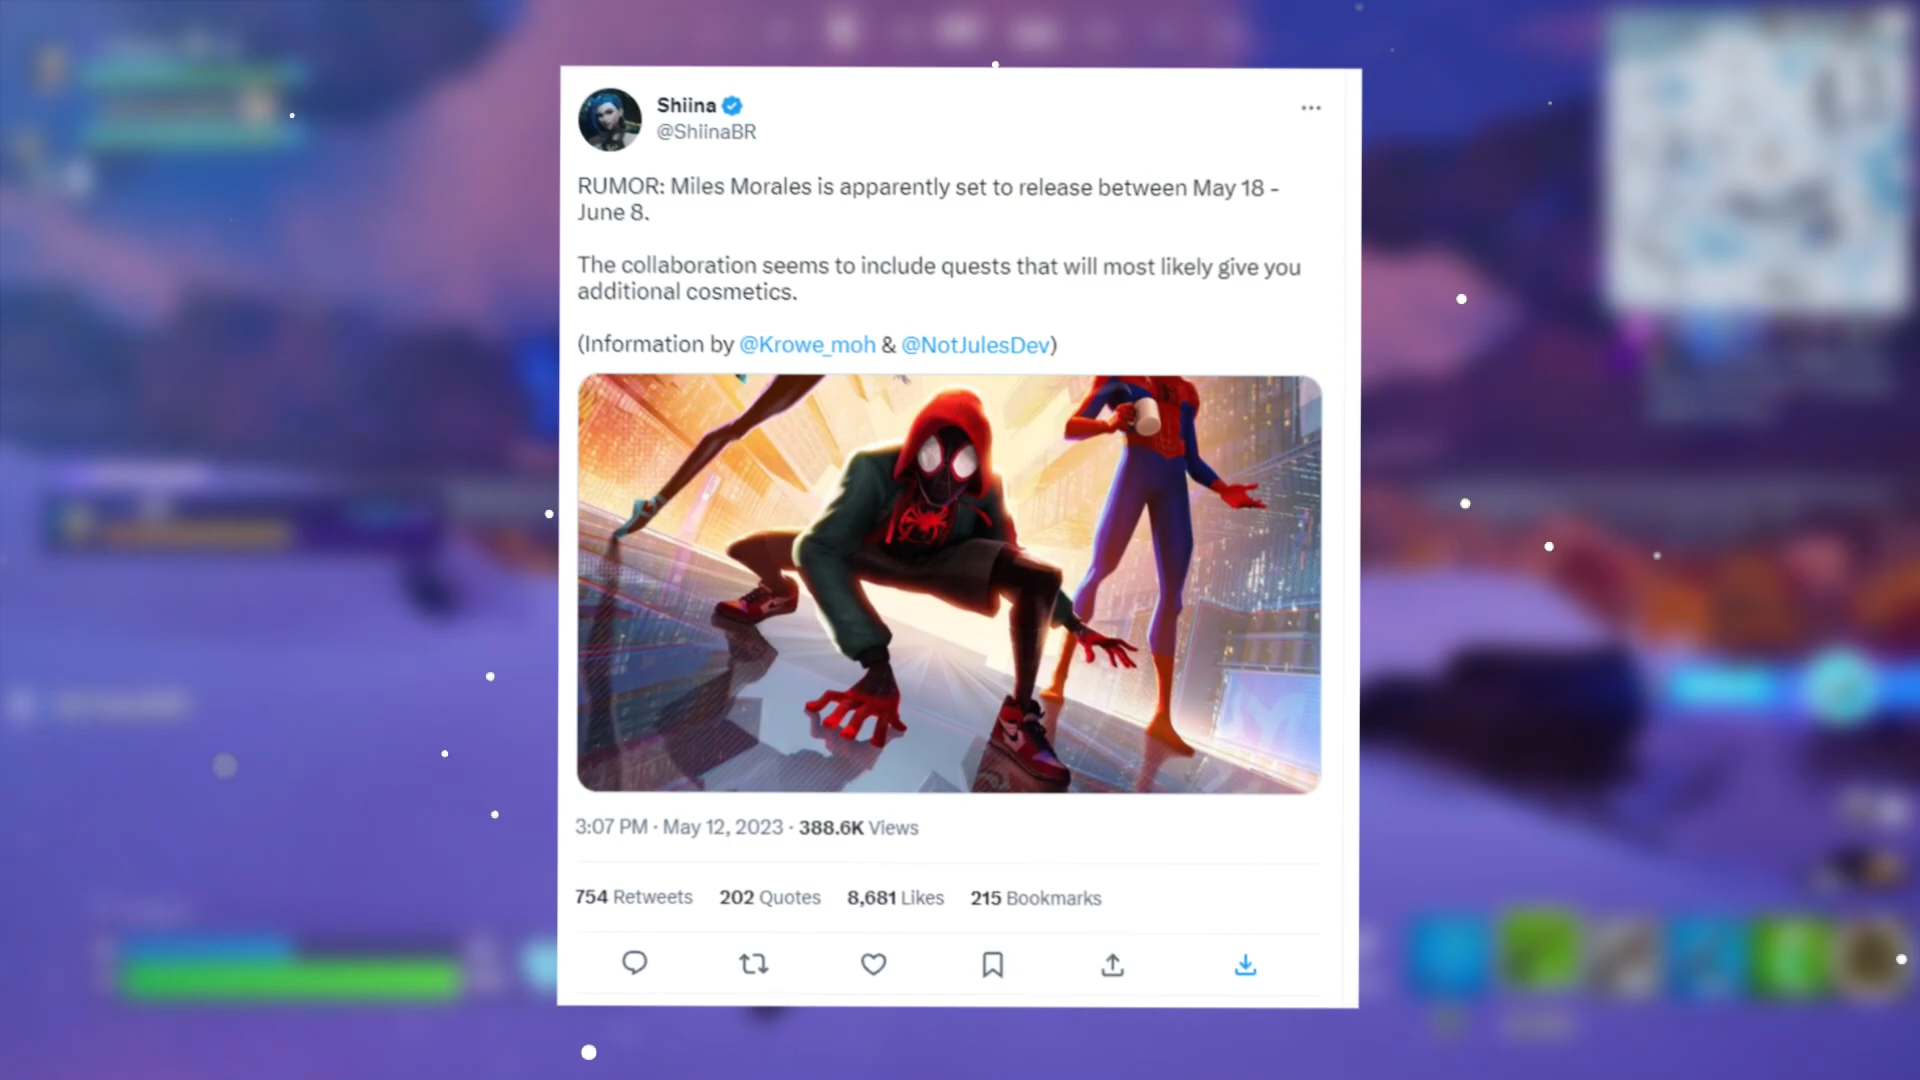 Shiina
@ShiinaBR
RUMOR: Miles Morales is apparently set to release between May 18 -
June 8.
The collaboration seems to include quests that will most likely give you
additional cosmetics.
(Information by @Krowe_moh & @NotJulesDev)
3:07 PM · May 12, 2023 · 388.6K Views
754 Retweets 202 Quotes 8,681 Likes 215 Bookmarks